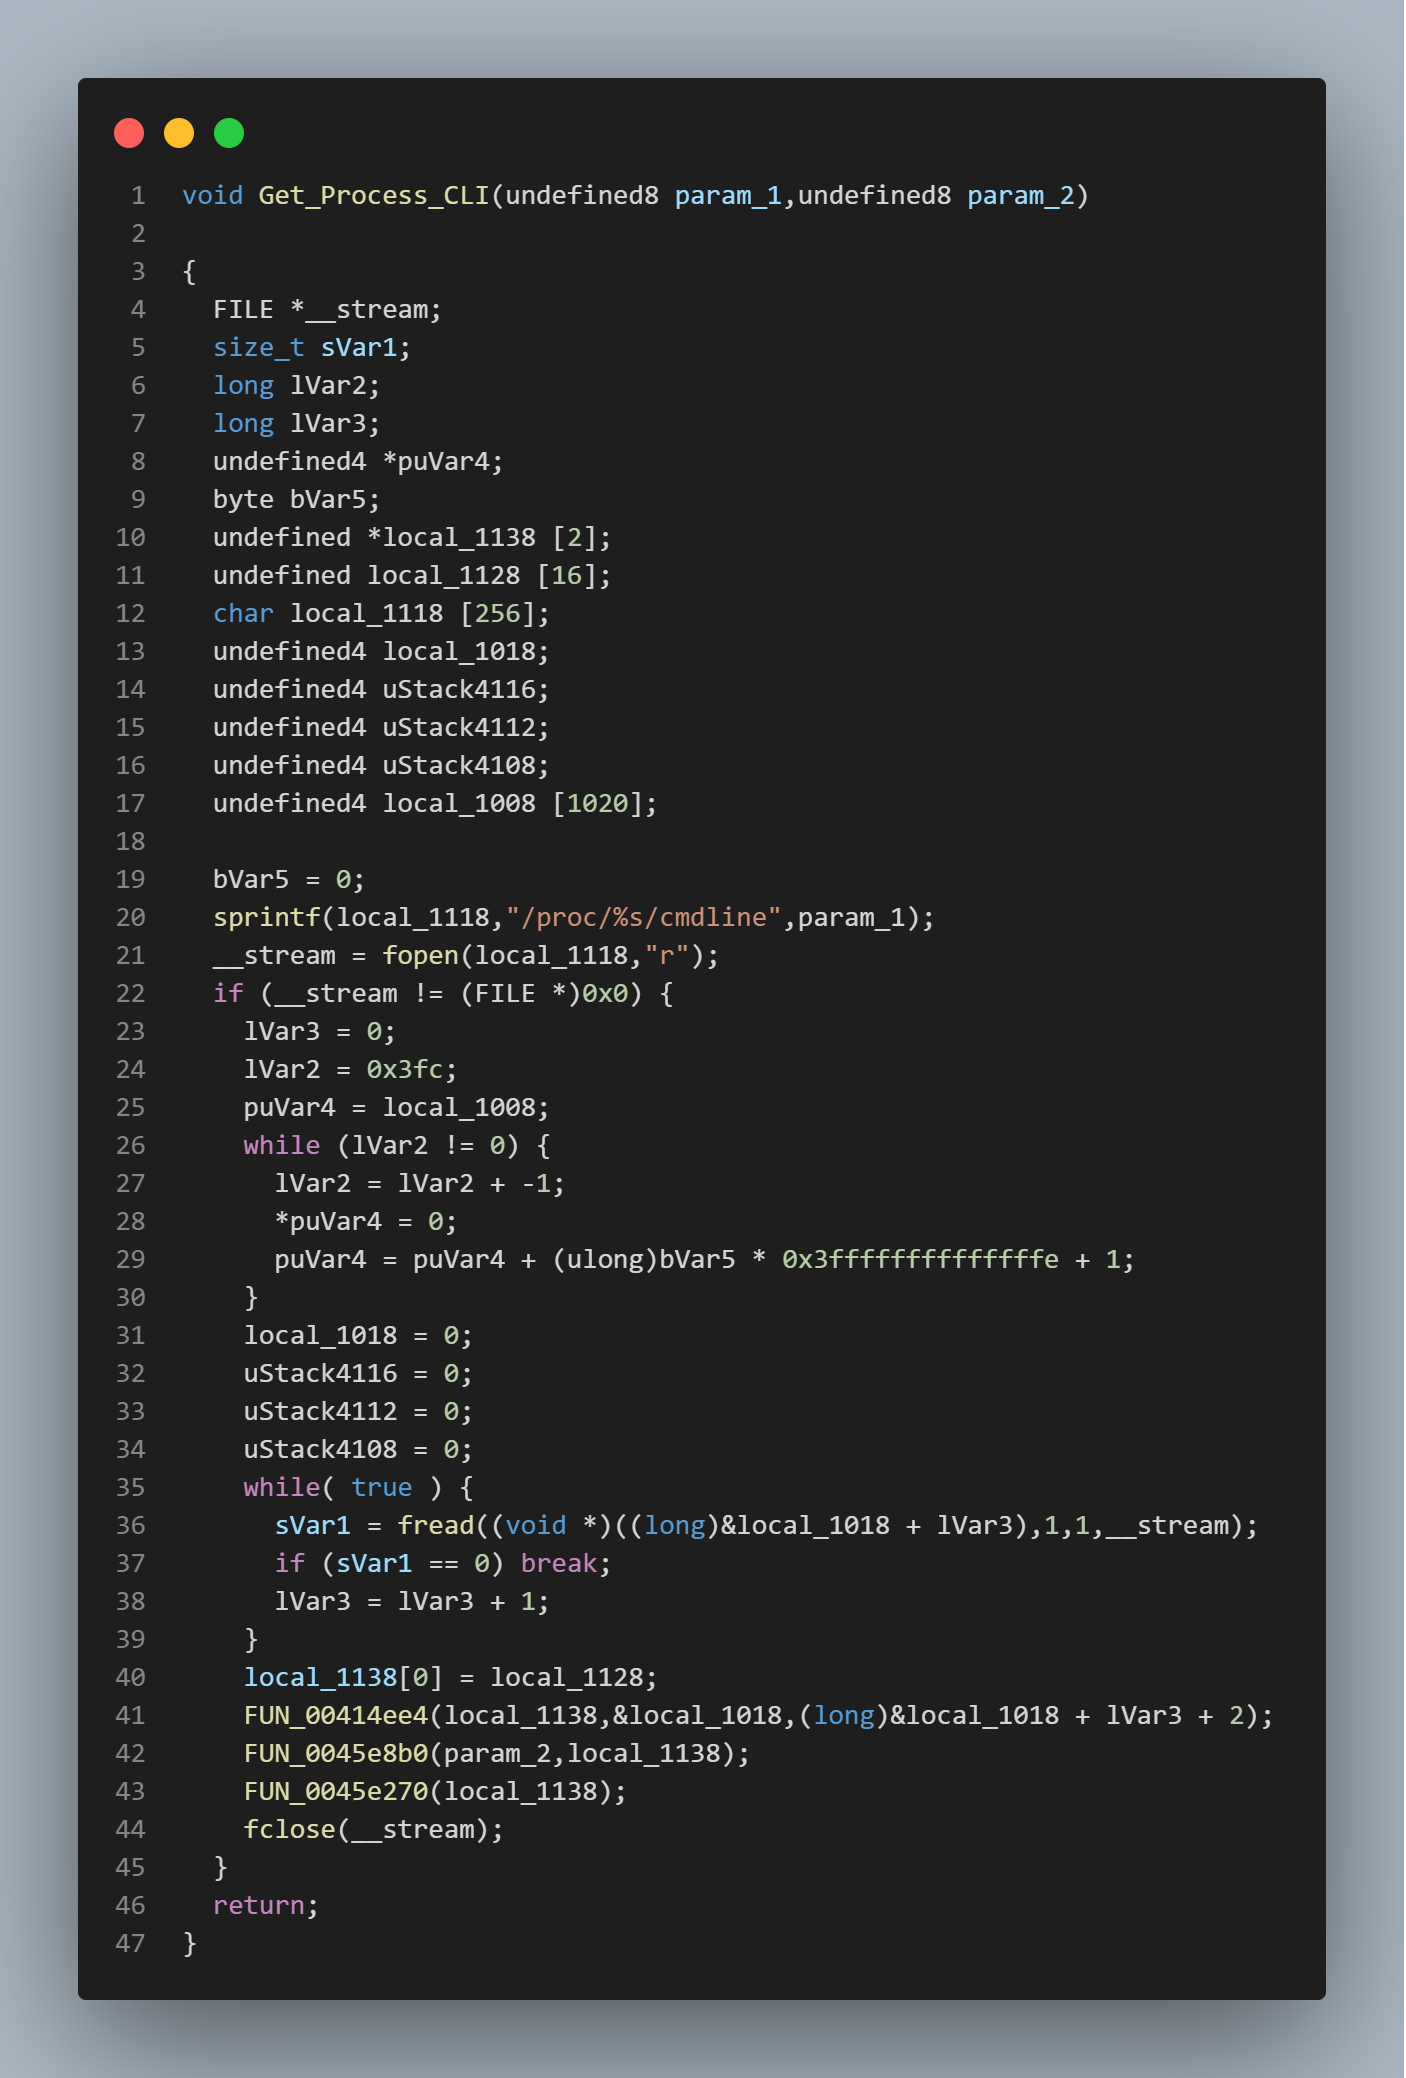 1 void Get_Process_CLI(undefined8 param_1,undefined8 param_2)
2
3 {
4   FILE *__stream;
5   size_t sVar1;
6   long lVar2;
7   long lVar3;
8   undefined4 *puVar4;
9   byte bVar5;
10   undefined *local_1138 [2];
11   undefined local_1128 [16];
12   char local_1118 [256];
13   undefined4 local_1018;
14   undefined4 uStack4116;
15   undefined4 uStack4112;
16   undefined4 uStack4108;
17   undefined4 local_1008 [1020];
18
19   bVar5 = 0;
20   sprintf(local_1118,"/proc/%s/cmdline",param_1);
21   __stream = fopen(local_1118,"r");
22   if (__stream != (FILE *)0x0) {
23     lVar3 = 0;
24     lVar2 = 0x3fc;
25     puVar4 = local_1008;
26     while (lVar2 != 0) {
27       lVar2 = lVar2 + -1;
28       *puVar4 = 0;
29       puVar4 = puVar4 + (ulong)bVar5 * 0x3ffffffffffffffe + 1;
30     }
31     local_1018 = 0;
32     uStack4116 = 0;
33     uStack4112 = 0;
34     uStack4108 = 0;
35     while( true ) {
36       sVar1 = fread((void *)((long)&local_1018 + lVar3),1,1,__stream);
37       if (sVar1 == 0) break;
38       lVar3 = lVar3 + 1;
39     }
40     local_1138[0] = local_1128;
41     FUN_00414ee4(local_1138,&local_1018,(long)&local_1018 + lVar3 + 2);
42     FUN_0045e8b0(param_2,local_1138);
43     FUN_0045e270(local_1138);
44     fclose(__stream);
45   }
46   return;
47 }